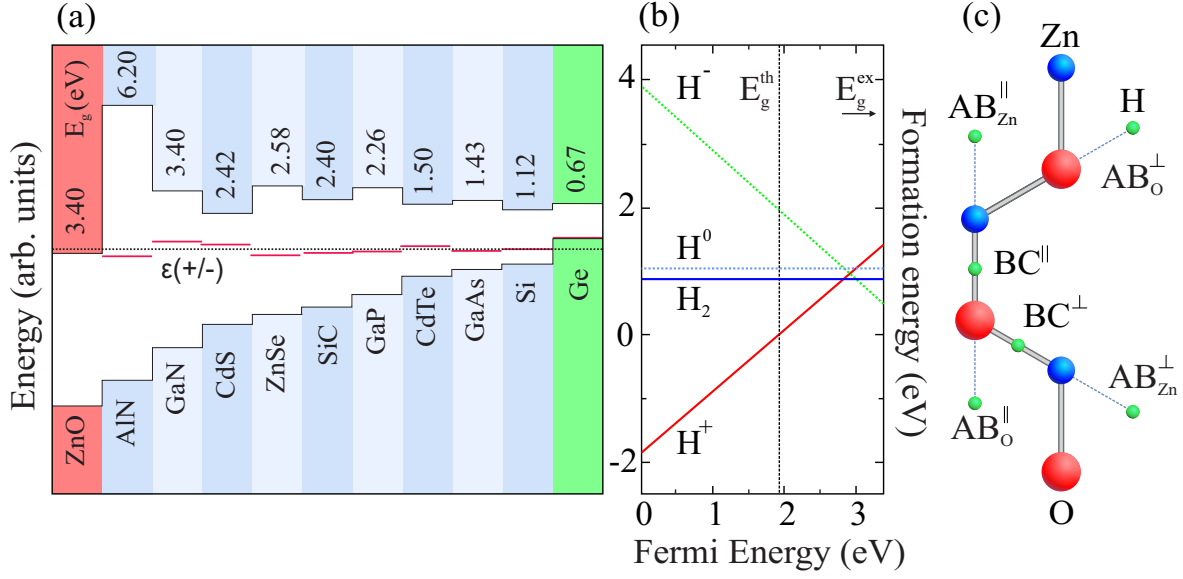 (a)
Energy (arb. units)
E_g (eV)
3.40
6.20
3.40
2.42
2.58
2.40
2.26
1.50
1.43
1.12
0.67
ε(+/-)
ZnO
AlN
GaN
CdS
ZnSe
SiC
GaP
CdTe
GaAs
Si
Ge
(b)
4
2
0
-2
H⁻
E_g^th
E_g^ex
H⁰
H₂
H⁺
0
1
2
3
Fermi Energy (eV)
Formation energy (eV)
(c)
Zn
AB_Zn^∥
H
AB_O^⊥
BC^∥
BC^⊥
AB_Zn^⊥
AB_O^∥
O